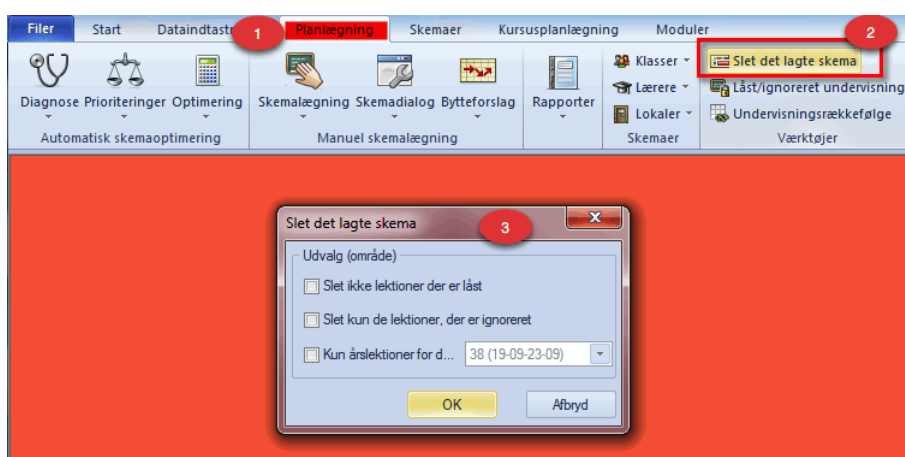 Filer Start Dataindtast 1 Planlægning Skemaer Kursusplanlægning Moduler 2
Diagnose Prioriteringer Optimering
Automatisk skemaoptimering
Skemalægning Skemadialog Bytteforslag
Manuel skemalægning
Rapporter
Klasser
Lærere
Lokaler
Skemaer
Slet det lagte skema
Låst/ignoreret undervisning
Undervisningsrækkefølge
Værktøjer
Slet det lagte skema 3
Udvalg (område)
Slet ikke lektioner der er låst
Slet kun de lektioner, der er ignoreret
Kun årslektioner for d... 38 (19-09-23-09)
OK Afbryd